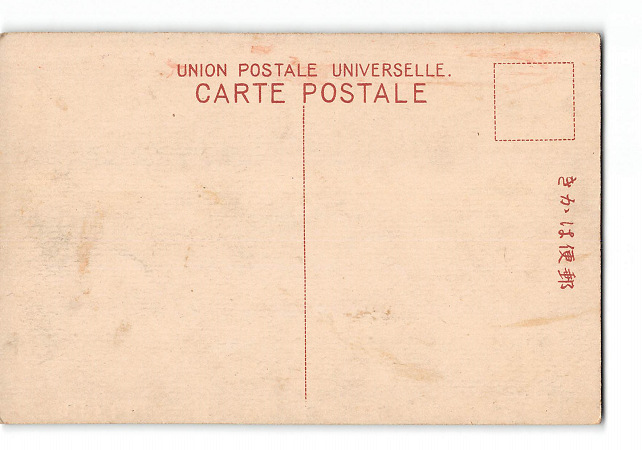 UNION POSTALE UNIVERSELLE.
CARTE POSTALE
きかは便郵